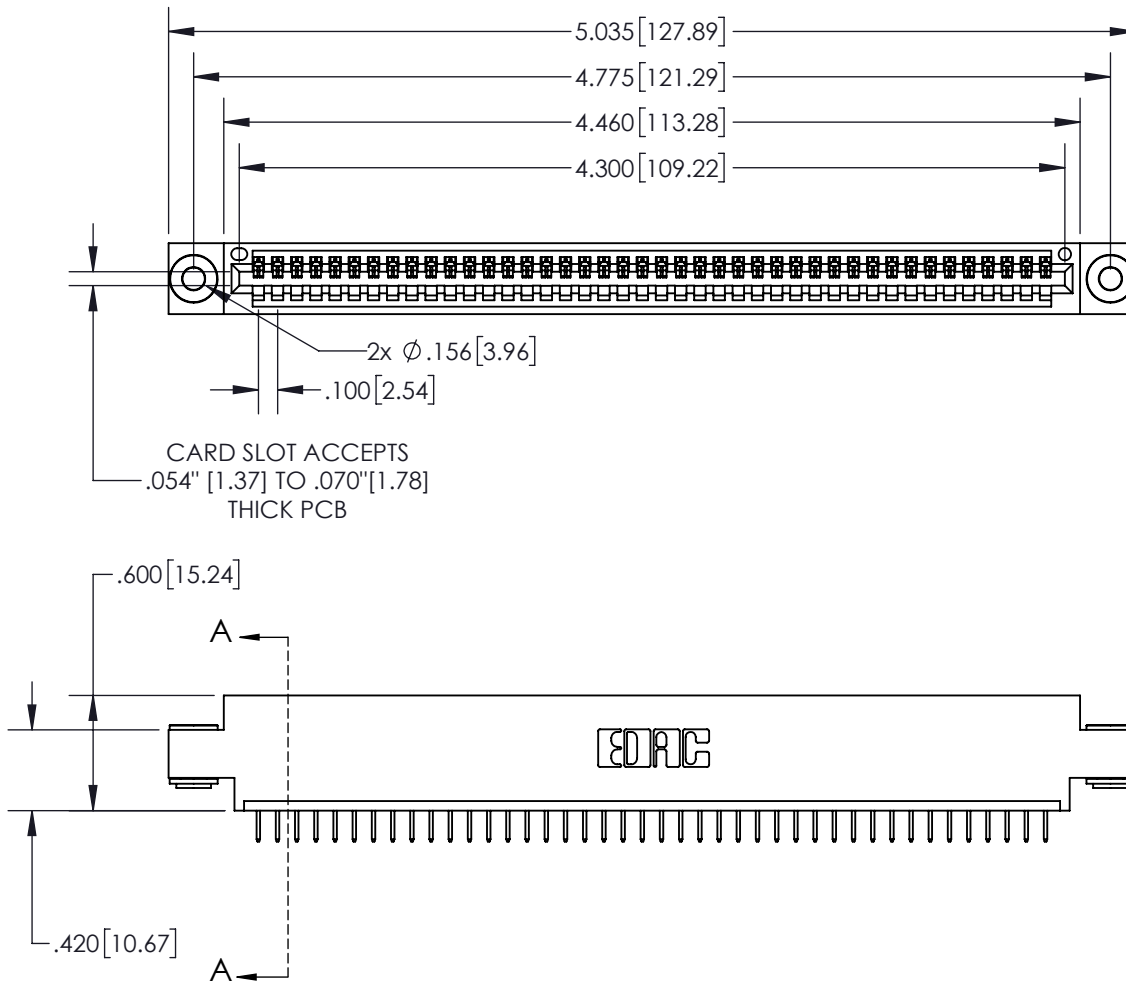 5.035[127.89]
4.775[121.29]
4.460[113.28]
4.300[109.22]
2x Ø.156[3.96]
.100[2.54]
CARD SLOT ACCEPTS
.054" [1.37] TO .070"[1.78]
THICK PCB
.600[15.24]
A
EDAC
.420[10.67]
A